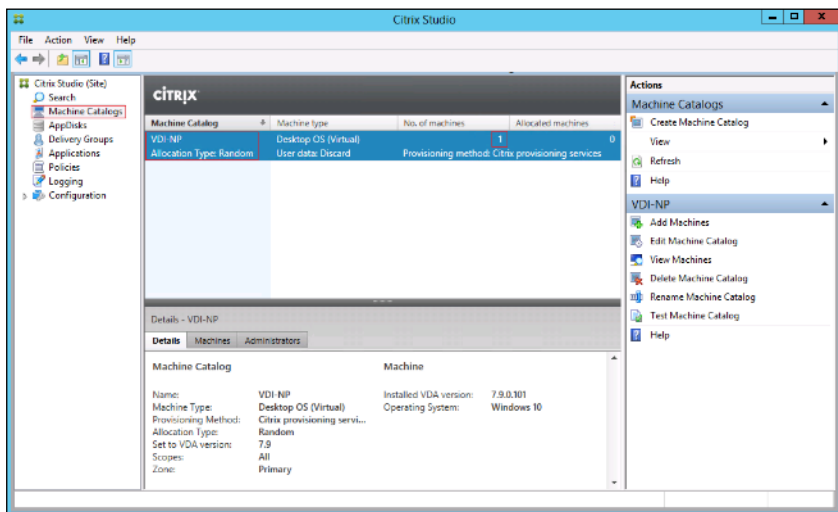 Citrix Studio
File Action View Help
Citrix Studio (Site)
Search
Machine Catalogs
AppDisks
Delivery Groups
Applications
Policies
Logging
Configuration
CITRIX
Machine Catalog Machine type No. of machines Allocated machines
VDI-NP Desktop OS (Virtual) 1 0
Allocation Type: Random User data: Discard Provisioning method: Citrix provisioning services
Details - VDI-NP
Details Machines Administrators
Machine Catalog Machine
Name: VDI-NP Installed VDA version: 7.9.0.101
Machine Type: Desktop OS (Virtual) Operating System: Windows 10
Provisioning Method: Citrix provisioning servi...
Allocation Type: Random
Set to VDA version: 7.9
Scopes: All
Zone: Primary
Actions
Machine Catalogs
Create Machine Catalog
View
Refresh
Help
VDI-NP
Add Machines
Edit Machine Catalog
View Machines
Delete Machine Catalog
Rename Machine Catalog
Test Machine Catalog
Help